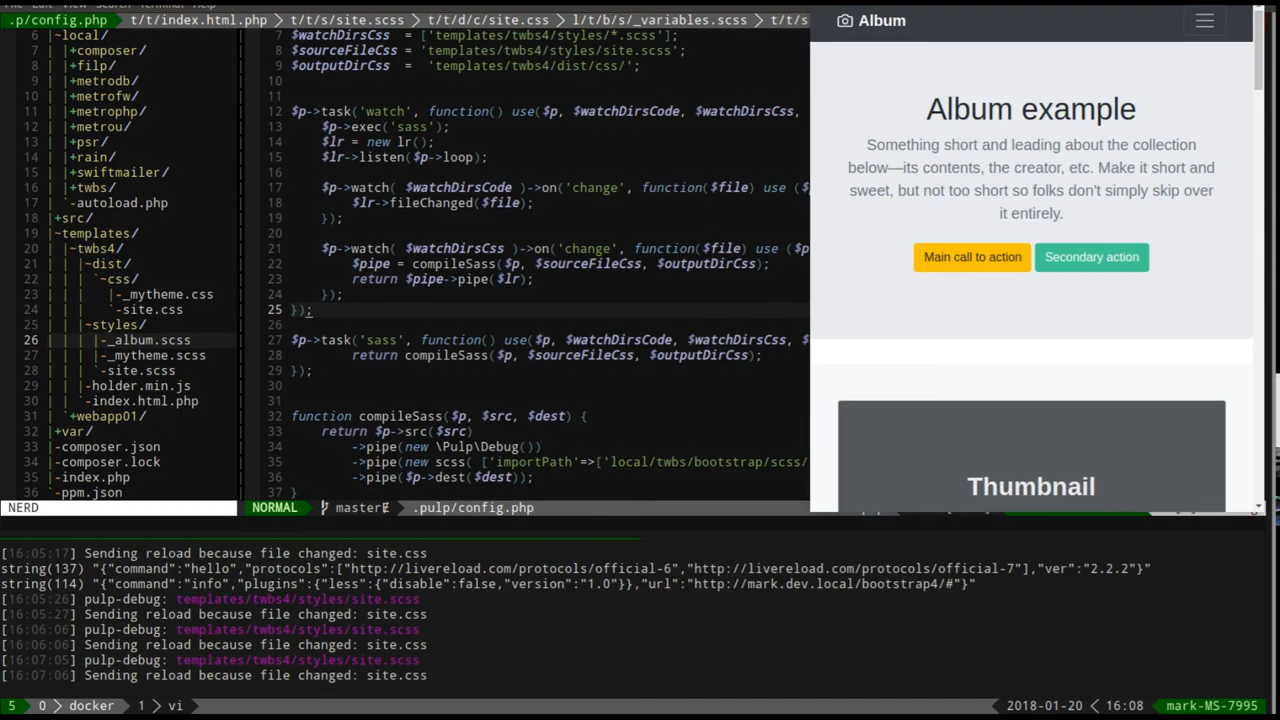 .p/config.php t/t/index.html.php t/t/s/site.scss t/t/d/c/site.css l/t/b/s/_variables.scss t/t/s
6 |~local/
7 | |+composer/
8 | |+filp/
9 | |+metrodb/
10 | |+metrofw/
11 | |+metrophp/
12 | |+metrou/
13 | |+psr/
14 | |+rain/
15 | |+swiftmailer/
16 | |+twbs/
17 | `-autoload.php
18 |+src/
19 |~templates/
20 | |~twbs4/
21 | | |~dist/
22 | | | `~css/
23 | | |   |-_mytheme.css
24 | | |   `-site.css
25 | | |~styles/
26 | | | |-_album.scss
27 | | | |-_mytheme.scss
28 | | | `-site.scss
29 | | |-holder.min.js
30 | | `-index.html.php
31 | `+webapp01/
32 |+var/
33 |-composer.json
34 |-composer.lock
35 |-index.php
36 `-ppm.json
NERD
7 $watchDirsCss = ['templates/twbs4/styles/*.scss'];
8 $sourceFileCss = 'templates/twbs4/styles/site.scss';
9 $outputDirCss = 'templates/twbs4/dist/css/';
10
11
12 $p->task('watch', function() use($p, $watchDirsCode, $watchDirsCss,
13     $p->exec('sass');
14     $lr = new lr();
15     $lr->listen($p->loop);
16
17     $p->watch( $watchDirsCode )->on('change', function($file) use ($
18         $lr->fileChanged($file);
19     });
20
21     $p->watch( $watchDirsCss )->on('change', function($file) use ($p
22         $pipe = compileSass($p, $sourceFileCss, $outputDirCss);
23         return $pipe->pipe($lr);
24     });
25 });
26
27 $p->task('sass', function() use($p, $watchDirsCode, $watchDirsCss, $
28         return compileSass($p, $sourceFileCss, $outputDirCss);
29 });
30
31
32 function compileSass($p, $src, $dest) {
33     return $p->src($src)
34         ->pipe(new \Pulp\Debug())
35         ->pipe(new scss( ['importPath'=>['local/twbs/bootstrap/scss/
36         ->pipe($p->dest($dest));
37 }
NORMAL master .pulp/config.php
Album
Album example
Something short and leading about the collection
below—its contents, the creator, etc. Make it short and
sweet, but not too short so folks don't simply skip over
it entirely.
Main call to action Secondary action
Thumbnail
[16:05:17] Sending reload because file changed: site.css
string(137) "{"command":"hello","protocols":["http://livereload.com/protocols/official-6","http://livereload.com/protocols/official-7"],"ver":"2.2.2"}"
string(114) "{"command":"info","plugins":{"less":{"disable":false,"version":"1.0"}},"url":"http://mark.dev.local/bootstrap4/#"}"
[16:05:26] pulp-debug: templates/twbs4/styles/site.scss
[16:05:27] Sending reload because file changed: site.css
[16:06:06] pulp-debug: templates/twbs4/styles/site.scss
[16:06:06] Sending reload because file changed: site.css
[16:07:05] pulp-debug: templates/twbs4/styles/site.scss
[16:07:06] Sending reload because file changed: site.css
5 0 docker 1 vi 2018-01-20 16:08 mark-MS-7995